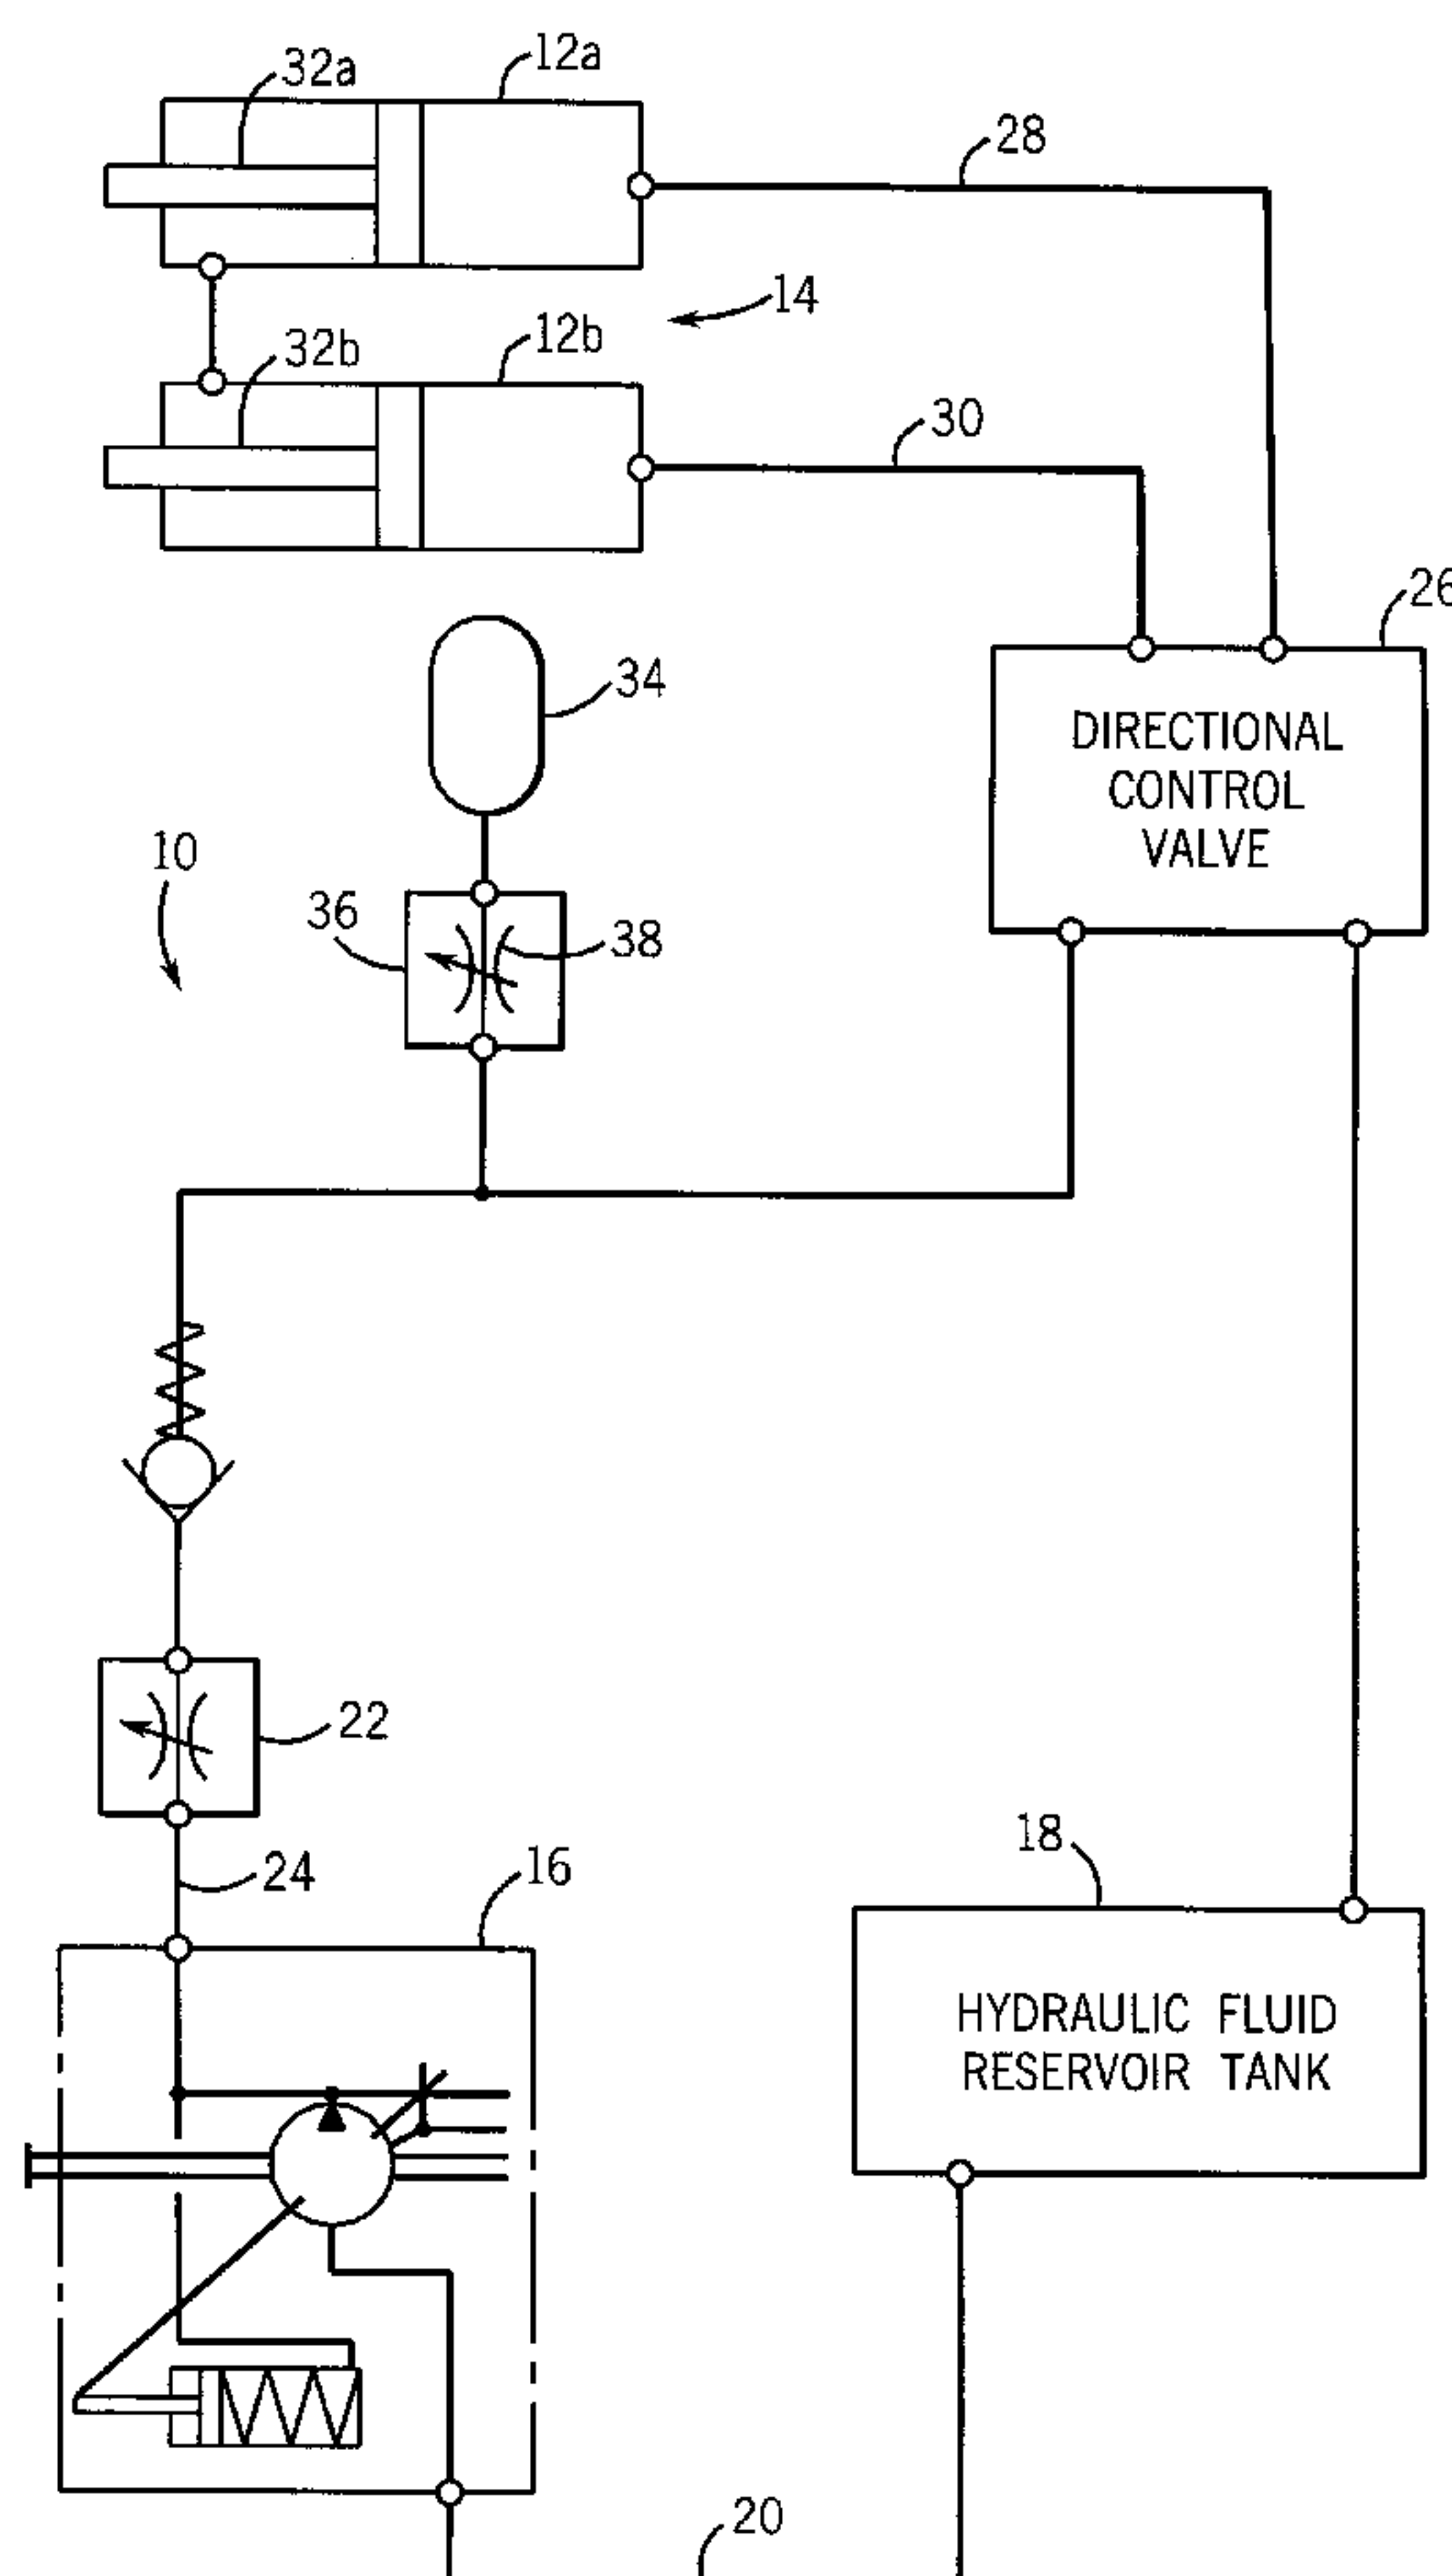 12a
32a
28
14
32b
12b
30
26
34
DIRECTIONAL
CONTROL
VALVE
10
36
38
22
18
24
16
HYDRAULIC FLUID
RESERVOIR TANK
20